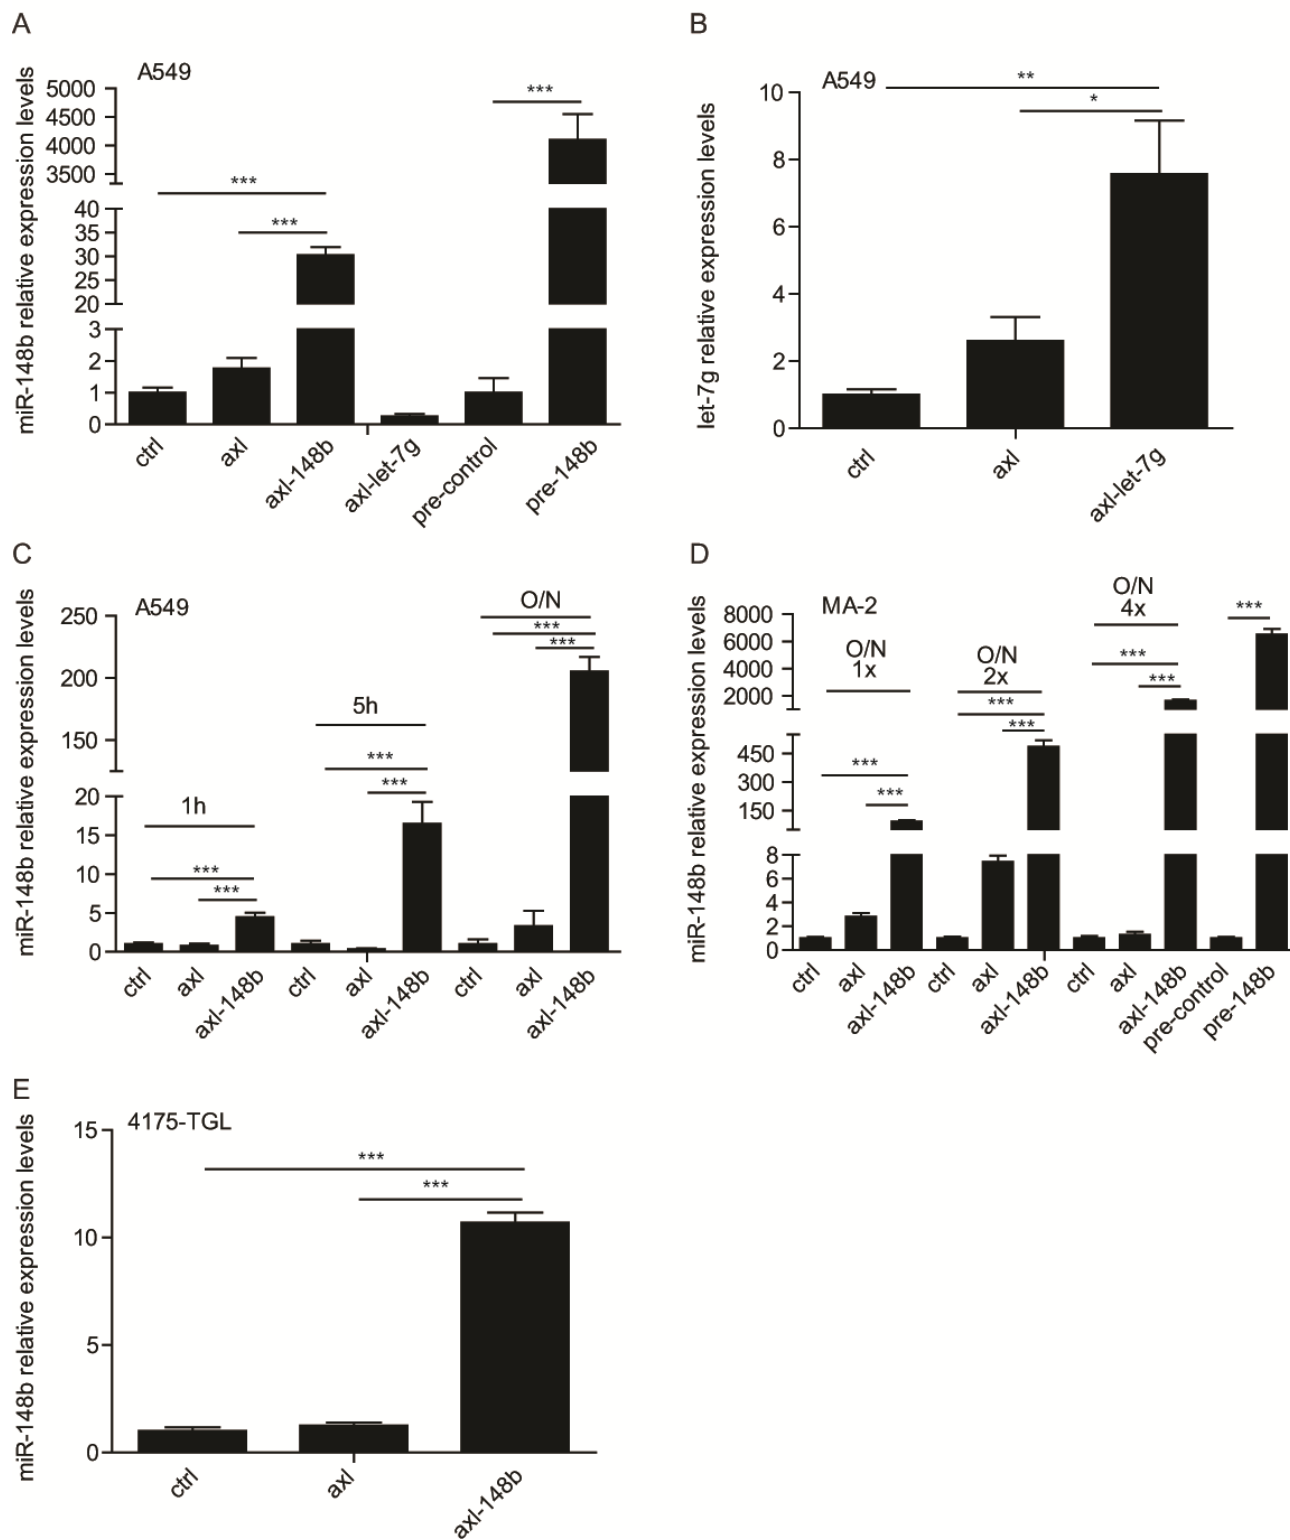 A
A549
miR-148b relative expression levels
5000
4500
4000
3500
40
35
30
25
20
3
2
1
0
***
***
***
ctrl
axl
axl-148b
axl-let-7g
pre-control
pre-148b
B
A549
let-7g relative expression levels
10
8
6
4
2
0
**
*
ctrl
axl
axl-let-7g
C
A549
miR-148b relative expression levels
250
200
150
20
15
10
5
0
1h
***
***
5h
***
***
O/N
***
***
ctrl
axl
axl-148b
ctrl
axl
axl-148b
ctrl
axl
axl-148b
D
MA-2
miR-148b relative expression levels
8000
6000
4000
2000
450
300
150
8
6
4
2
0
O/N
1x
***
***
O/N
2x
***
***
O/N
4x
***
***
***
ctrl
axl
axl-148b
ctrl
axl
axl-148b
ctrl
axl
axl-148b
pre-control
pre-148b
E
4175-TGL
miR-148b relative expression levels
15
10
5
0
***
***
ctrl
axl
axl-148b